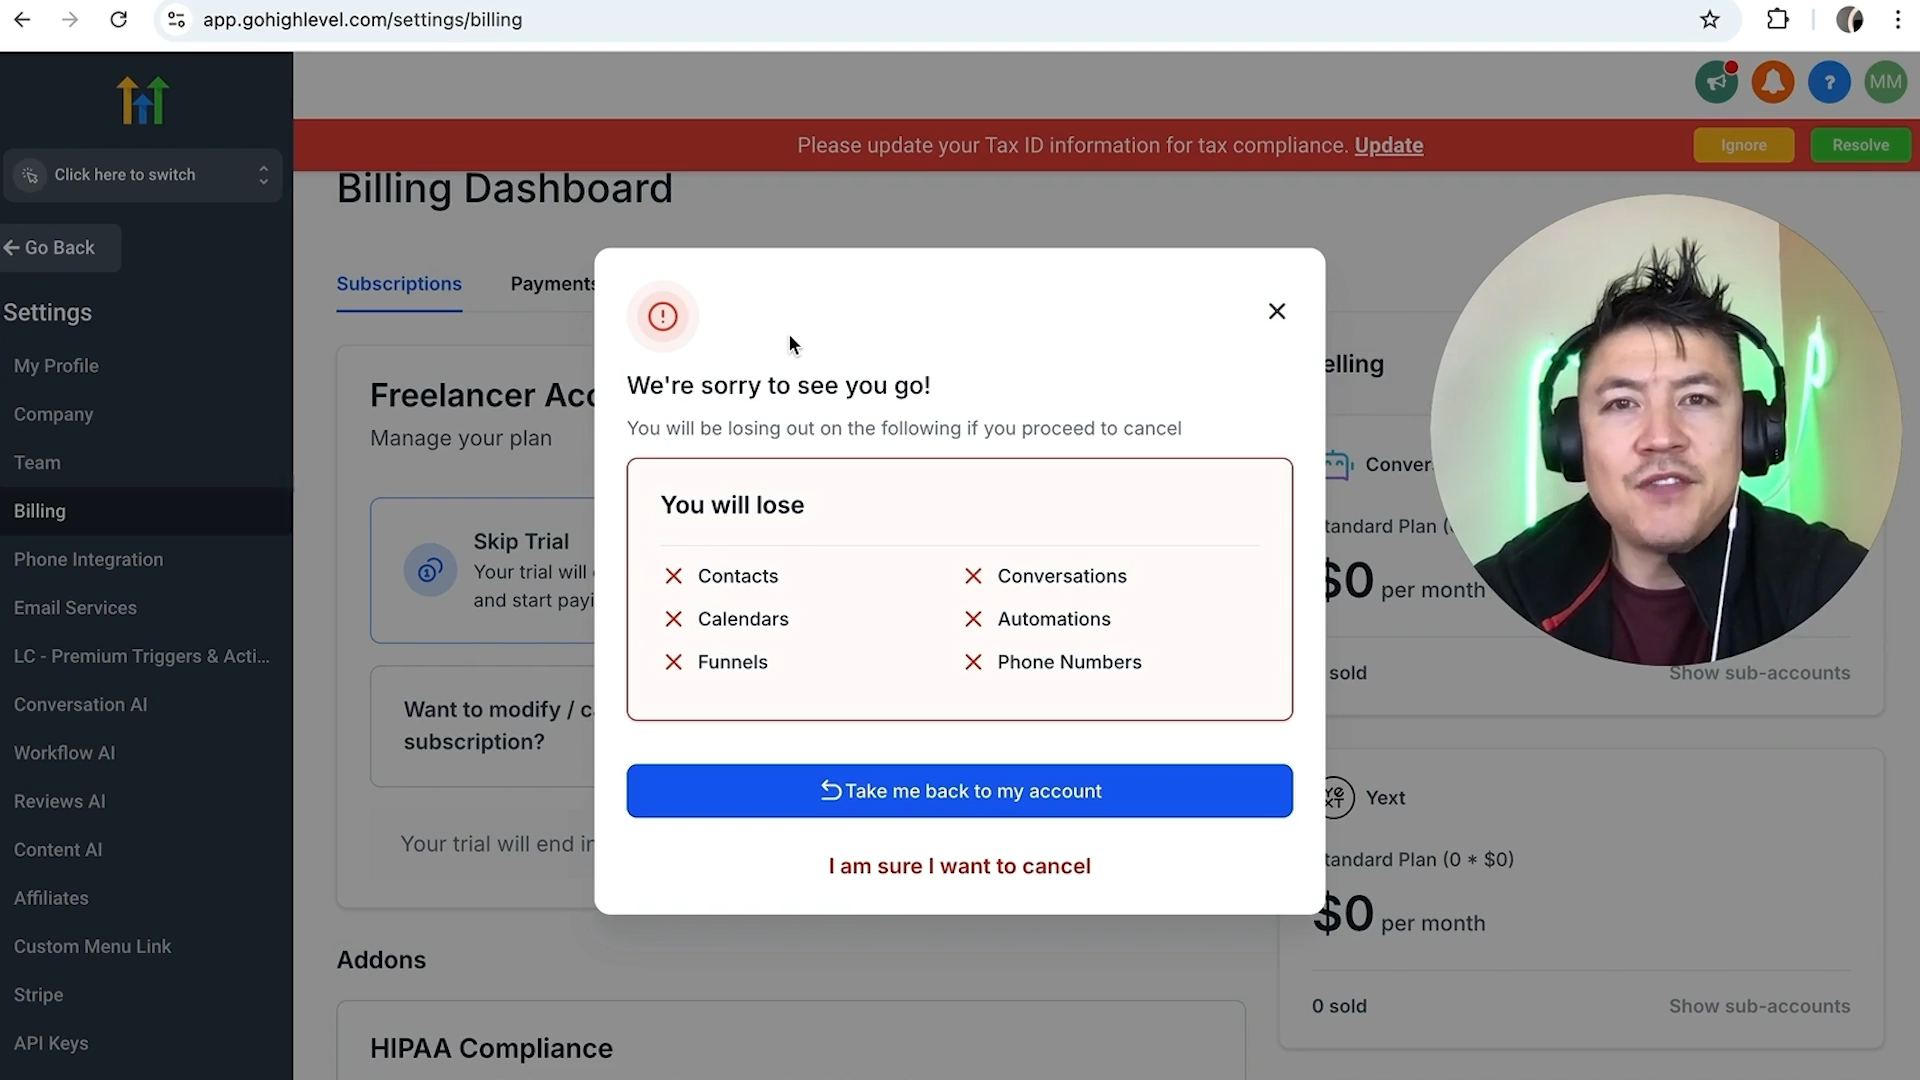 app.gohighlevel.com/settings/billing
MM
Please update your Tax ID information for tax compliance. Update
Ignore
Resolve
Click here to switch
Go Back
Settings
My Profile
Company
Team
Billing
Phone Integration
Email Services
LC - Premium Triggers & Acti...
Conversation AI
Workflow AI
Reviews AI
Content AI
Affiliates
Custom Menu Link
Stripe
API Keys
Billing Dashboard
Subscriptions
Payments
Freelancer Acc
Manage your plan
Skip Trial
Your trial will
and start payi
Want to modify / c
subscription?
Your trial will end in
Addons
HIPAA Compliance
We're sorry to see you go!
You will be losing out on the following if you proceed to cancel
You will lose
Contacts
Conversations
Calendars
Automations
Funnels
Phone Numbers
Take me back to my account
I am sure I want to cancel
elling
Conver
tandard Plan (
$0 per month
sold
Show sub-accounts
Yext
tandard Plan (0 * $0)
$0 per month
0 sold
Show sub-accounts